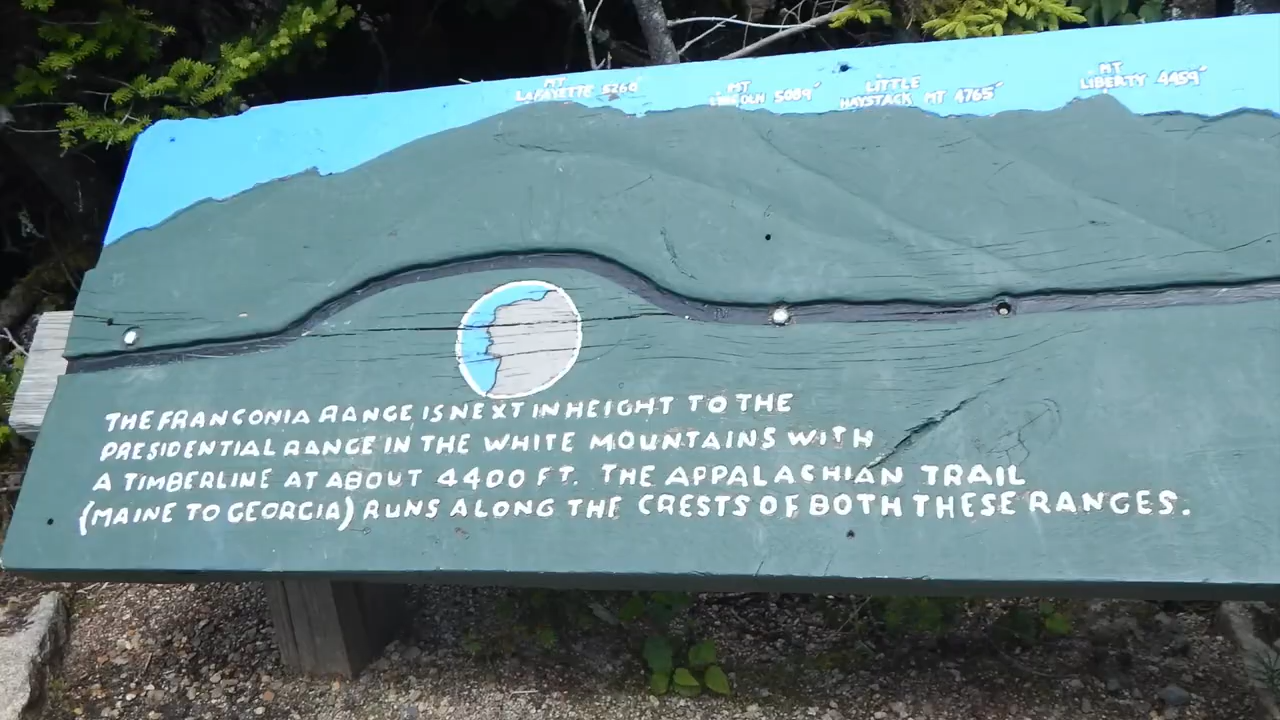 MT
LAFAYETTE 5260'
MT
LINCOLN 5089'
LITTLE
HAYSTACK MT 4765'
MT
LIBERTY 4459'
THE FRANCONIA RANGE IS NEXT IN HEIGHT TO THE
PRESIDENTIAL RANGE IN THE WHITE MOUNTAINS WITH
A TIMBERLINE AT ABOUT 4400 FT. THE APPALACHIAN TRAIL
(MAINE TO GEORGIA) RUNS ALONG THE CRESTS OF BOTH THESE RANGES.